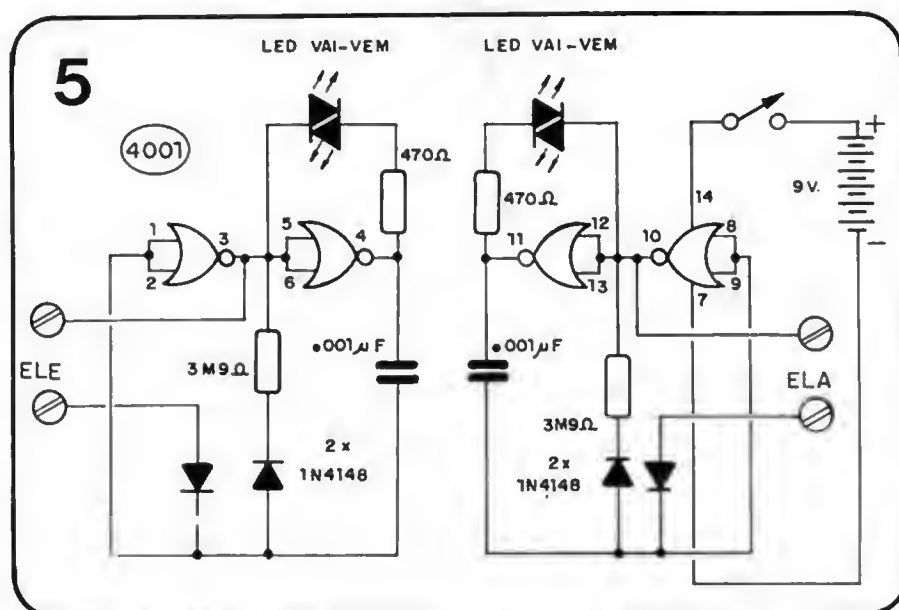 5
LED VAI-VEM
LED VAI-VEM
4001
470Ω
470Ω
+
9 V.
-
14
1
2
3
5
6
4
11
12
13
10
8
9
7
.001µF
.001µF
ELE
3M9Ω
ELA
3M9Ω
2 x
1N4148
2 x
1N4148